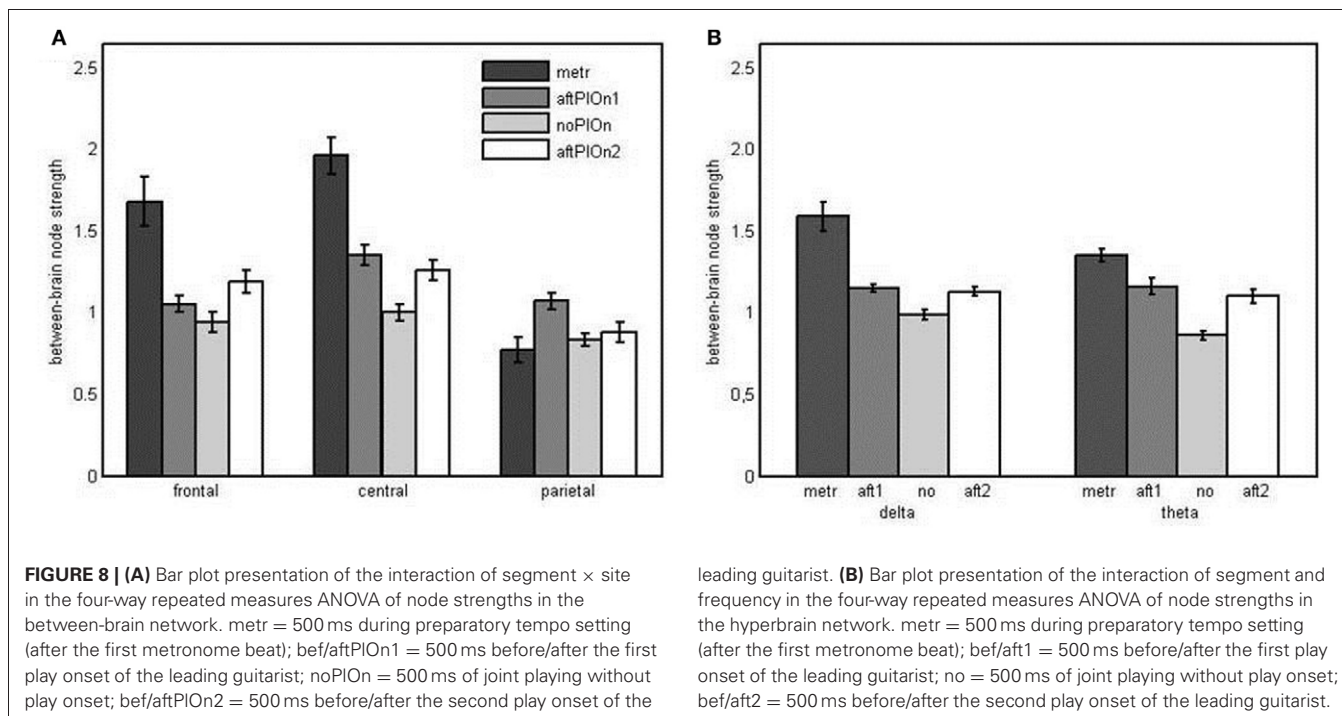 A
2.5
2
1.5
1
0.5
0
between-brain node strength
metr
aftPlOn1
noPlOn
aftPlOn2
frontal central parietal
B
2.5
2.0
1.5
1
0,5
0
between-brain node strength
metr aft1 no aft2 metr aft1 no aft2
delta theta
FIGURE 8 | (A) Bar plot presentation of the interaction of segment × site
in the four-way repeated measures ANOVA of node strengths in the
between-brain network. metr = 500 ms during preparatory tempo setting
(after the first metronome beat); bef/aftPlOn1 = 500 ms before/after the first
play onset of the leading guitarist; noPlOn = 500 ms of joint playing without
play onset; bef/aftPlOn2 = 500 ms before/after the second play onset of the
leading guitarist. (B) Bar plot presentation of the interaction of segment and
frequency in the four-way repeated measures ANOVA of node strengths in
the hyperbrain network. metr = 500 ms during preparatory tempo setting
(after the first metronome beat); bef/aft1 = 500 ms before/after the first play
onset of the leading guitarist; no = 500 ms of joint playing without play onset;
bef/aft2 = 500 ms before/after the second play onset of the leading guitarist.